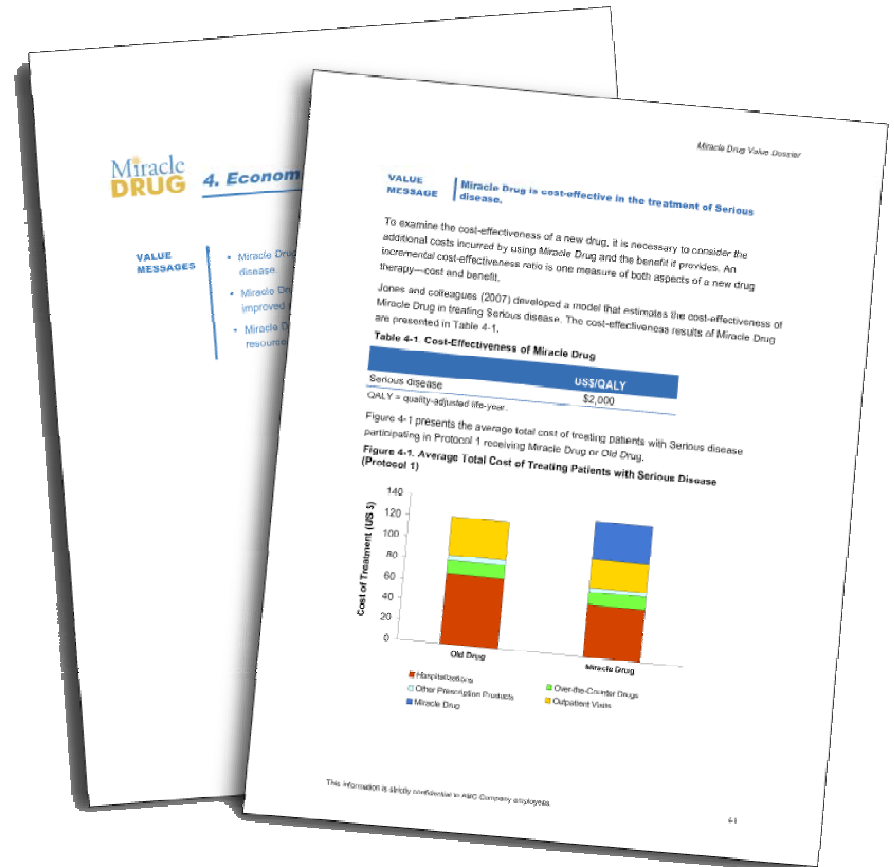 Miracle
DRUG
4. Econom
VALUE
MESSAGES
• Miracle Drug
disease.
• Miracle Dru
improved
• Miracle D
resource
Miracle Drug Value Dossier
VALUE
MESSAGE
Miracle Drug is cost-effective in the treatment of Serious
disease.
To examine the cost-effectiveness of a new drug, it is necessary to consider the
additional costs incurred by using Miracle Drug and the benefit it provides. An
incremental cost-effectiveness ratio is one measure of both aspects of a new drug
therapy—cost and benefit.
Jones and colleagues (2007) developed a model that estimates the cost-effectiveness of
Miracle Drug in treating Serious disease. The cost-effectiveness results of Miracle Drug
are presented in Table 4-1.
Table 4-1. Cost-Effectiveness of Miracle Drug
US$/QALY
Serious disease $2,000
QALY = quality-adjusted life-year.
Figure 4-1 presents the average total cost of treating patients with Serious disease
participating in Protocol 1 receiving Miracle Drug or Old Drug.
Figure 4-1. Average Total Cost of Treating Patients with Serious Disease
(Protocol 1)
Cost of Treatment (US $)
140
120
100
80
60
40
20
0
Old Drug
Miracle Drug
Hospitalizations
Over-the-Counter Drugs
Other Prescription Products
Outpatient Visits
Miracle Drug
This information is strictly confidential to ABC Company employees.
4-1